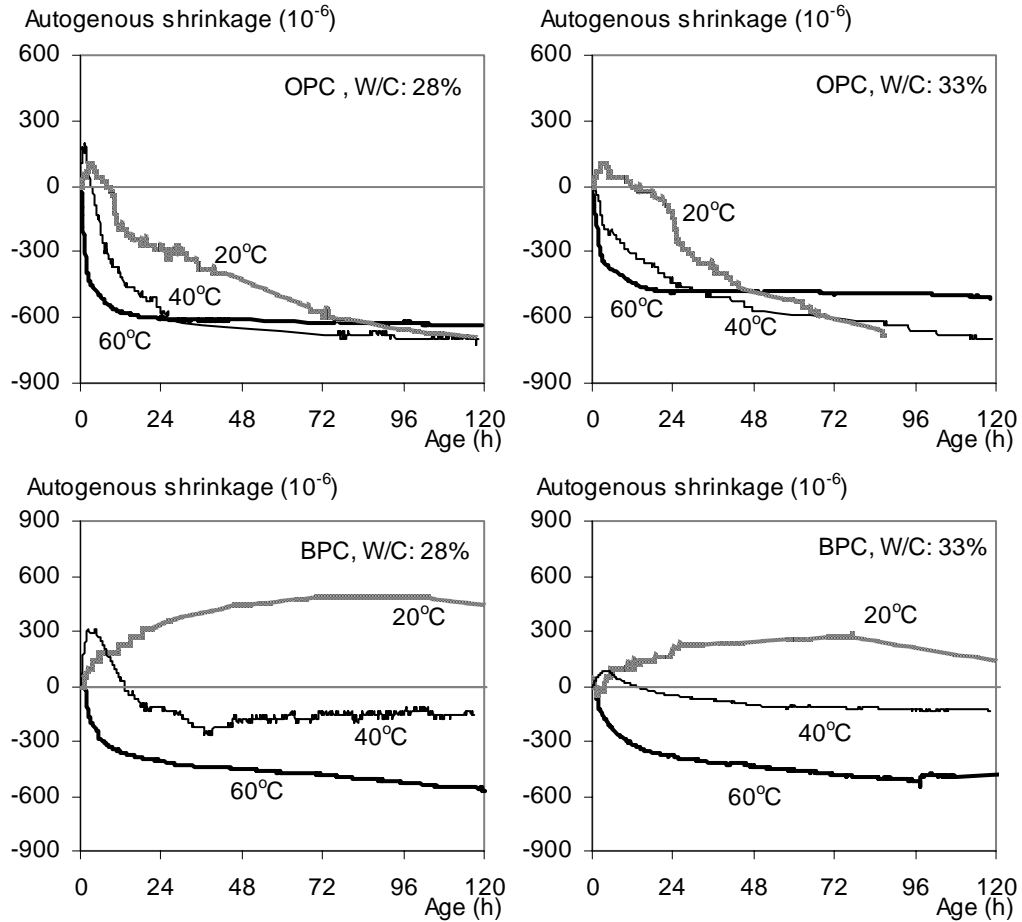 Autogenous shrinkage (10⁻⁶)
600
300
0
-300
-600
-900
OPC , W/C: 28%
20°C
40°C
60°C
0 24 48 72 96 120
Age (h)
Autogenous shrinkage (10⁻⁶)
600
300
0
-300
-600
-900
OPC, W/C: 33%
20°C
60°C
40°C
0 24 48 72 96 120
Age (h)
Autogenous shrinkage (10⁻⁶)
900
600
300
0
-300
-600
-900
BPC, W/C: 28%
20°C
40°C
60°C
0 24 48 72 96 120
Age (h)
Autogenous shrinkage (10⁻⁶)
900
600
300
0
-300
-600
-900
BPC, W/C: 33%
20°C
40°C
60°C
0 24 48 72 96 120
Age (h)